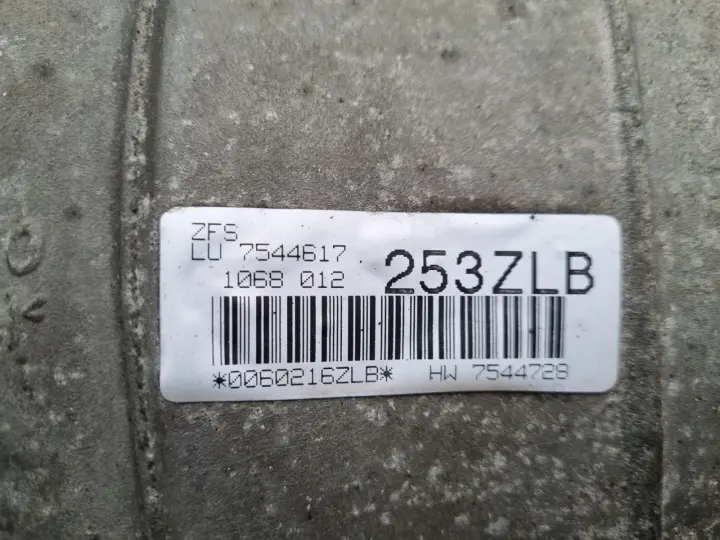 ZFS
LU 7544617
1068 012
253ZLB
*0060216ZLB*
HW 7544728